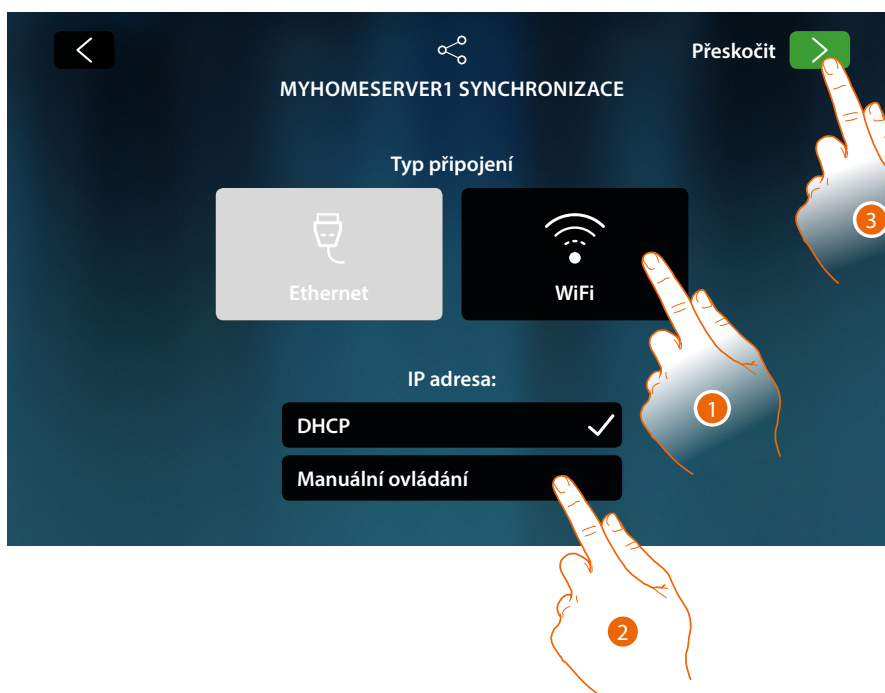 Přeskočit
MYHOMESERVER1 SYNCHRONIZACE
Typ připojení
Ethernet
WiFi
IP adresa:
DHCP
Manuální ovládání
1
2
3